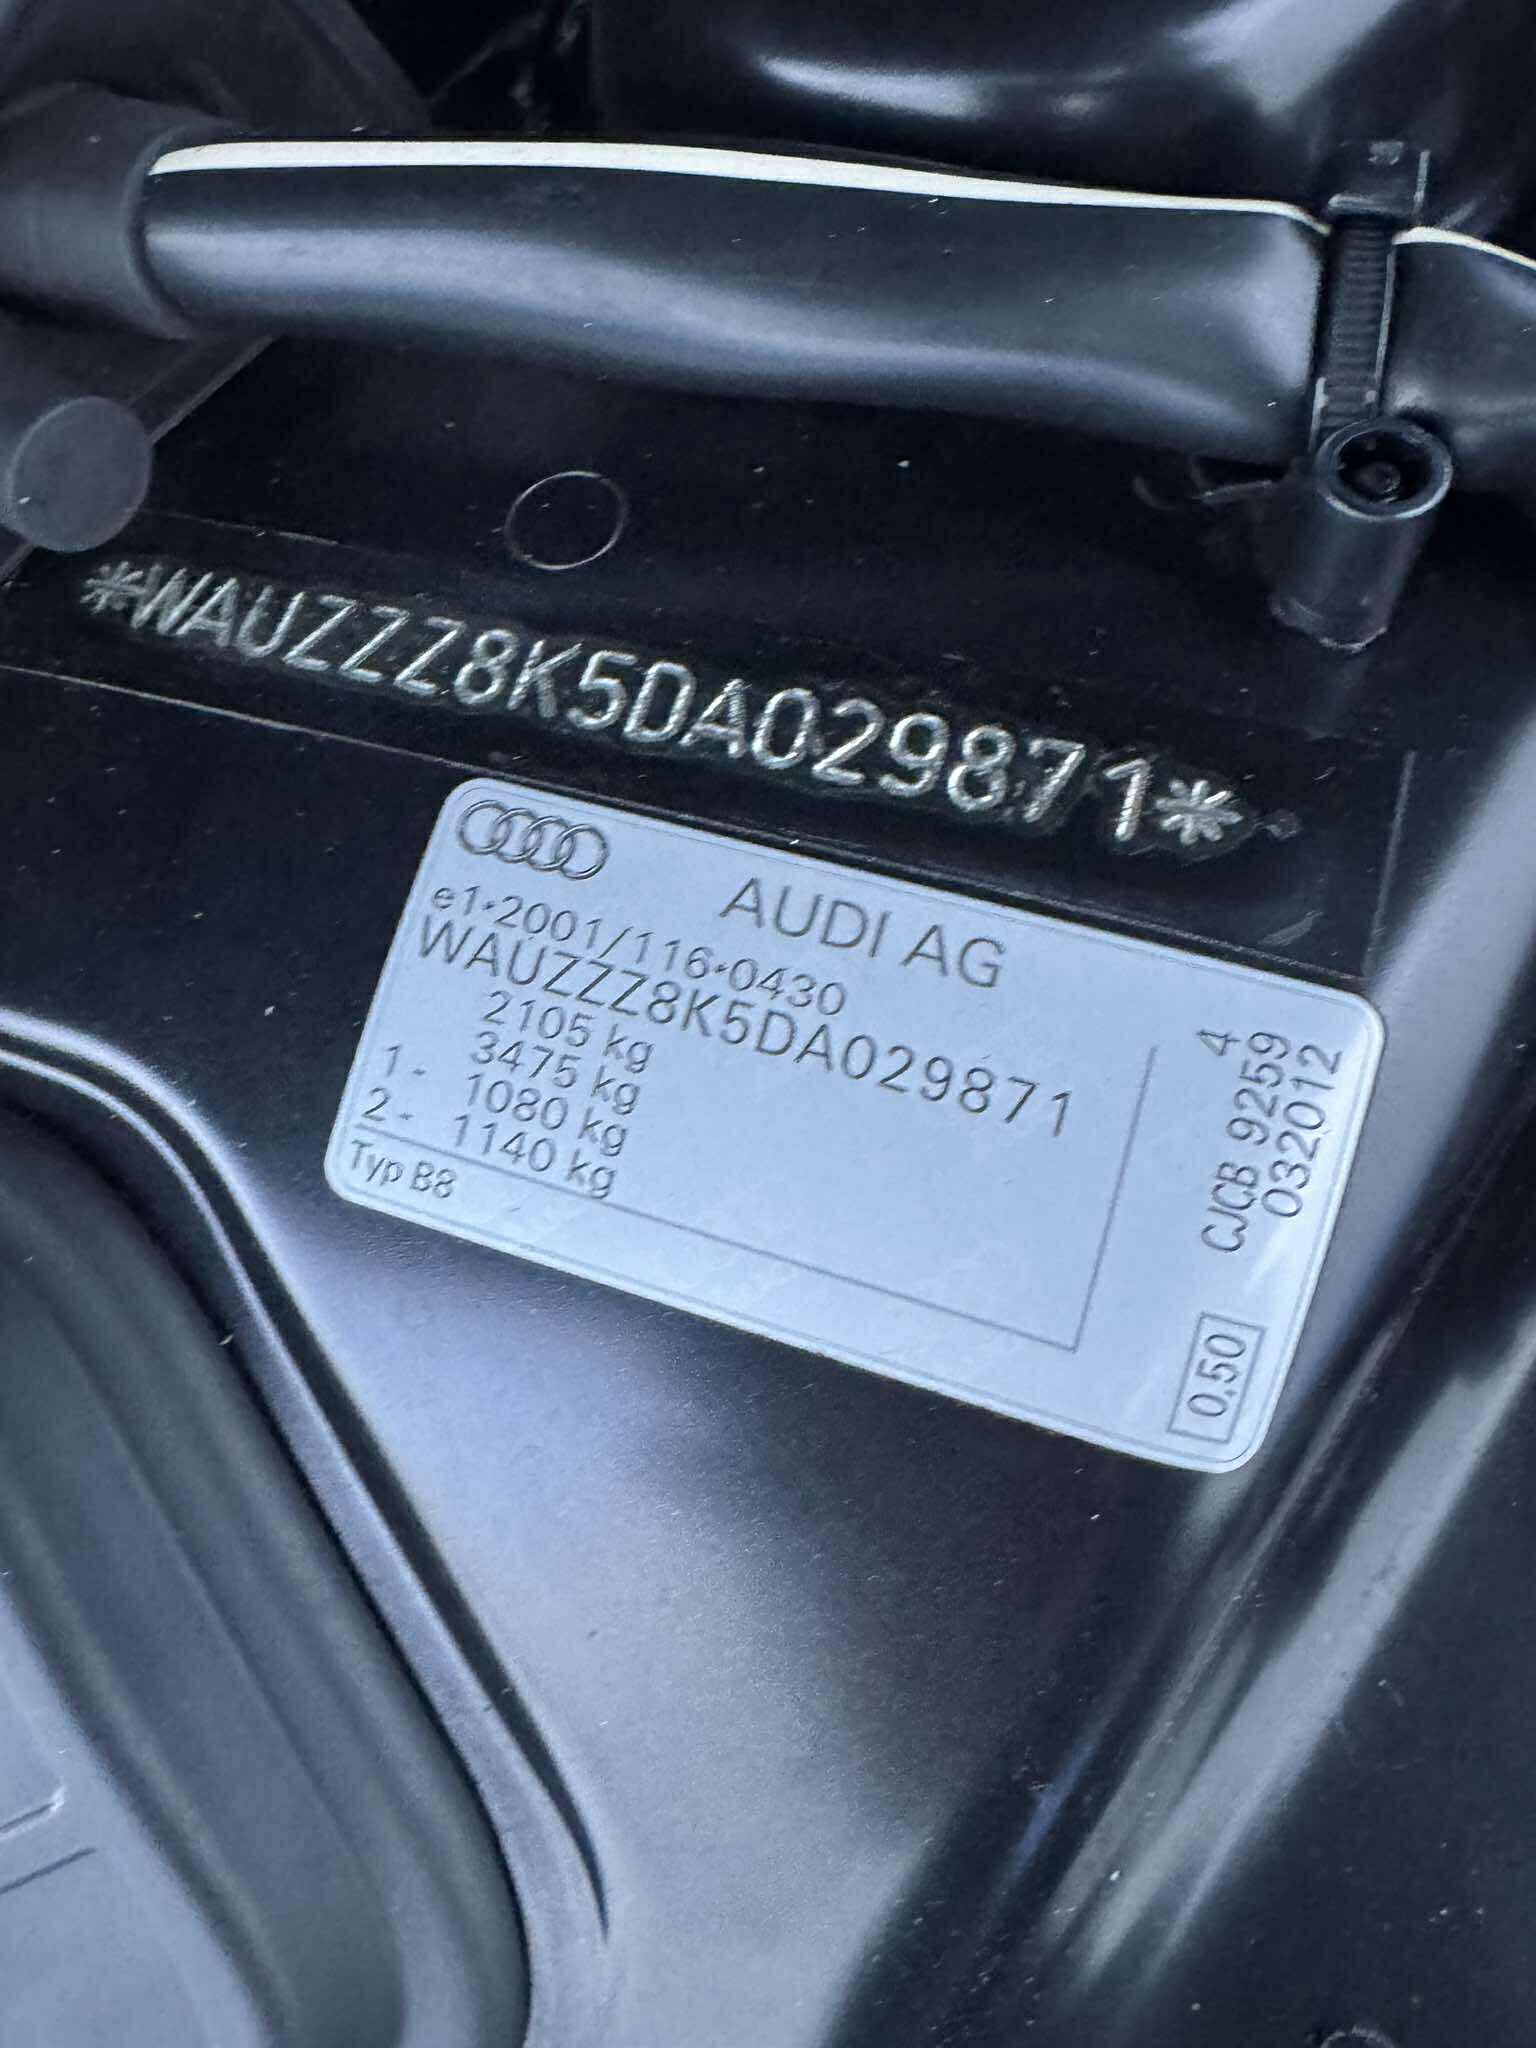 *WAUZZZ8K5DA029871*
AUDI AG
e1*2001/116*0430
WAUZZZ8K5DA029871
2105 kg
3475 kg
1- 1080 kg
2- 1140 kg
Typ B8
4
CJCB 9259
032012
0.50